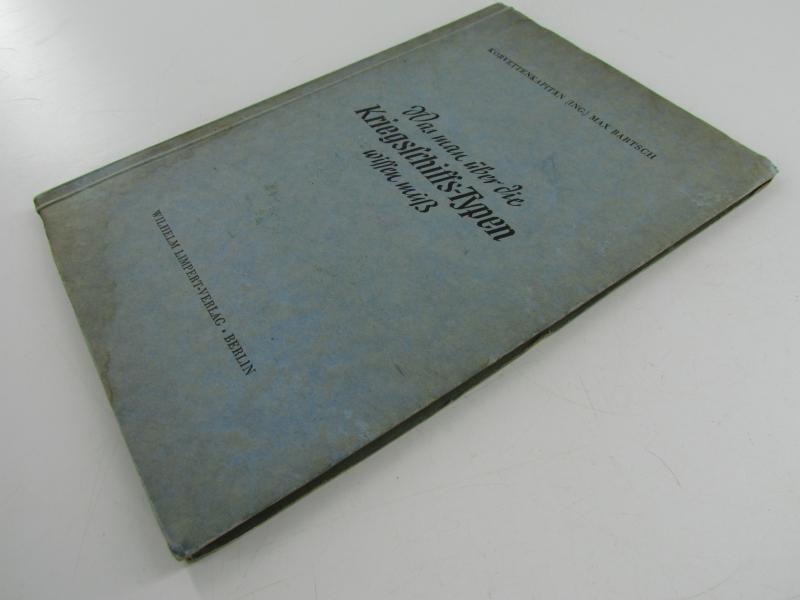 KORVETTENKAPITÄN (ING.) MAX BARTSCH
Was man über die
Kriegsſchiffs-Typen
wiſſen muß
WILHELM LIMPERT-VERLAG • BERLIN